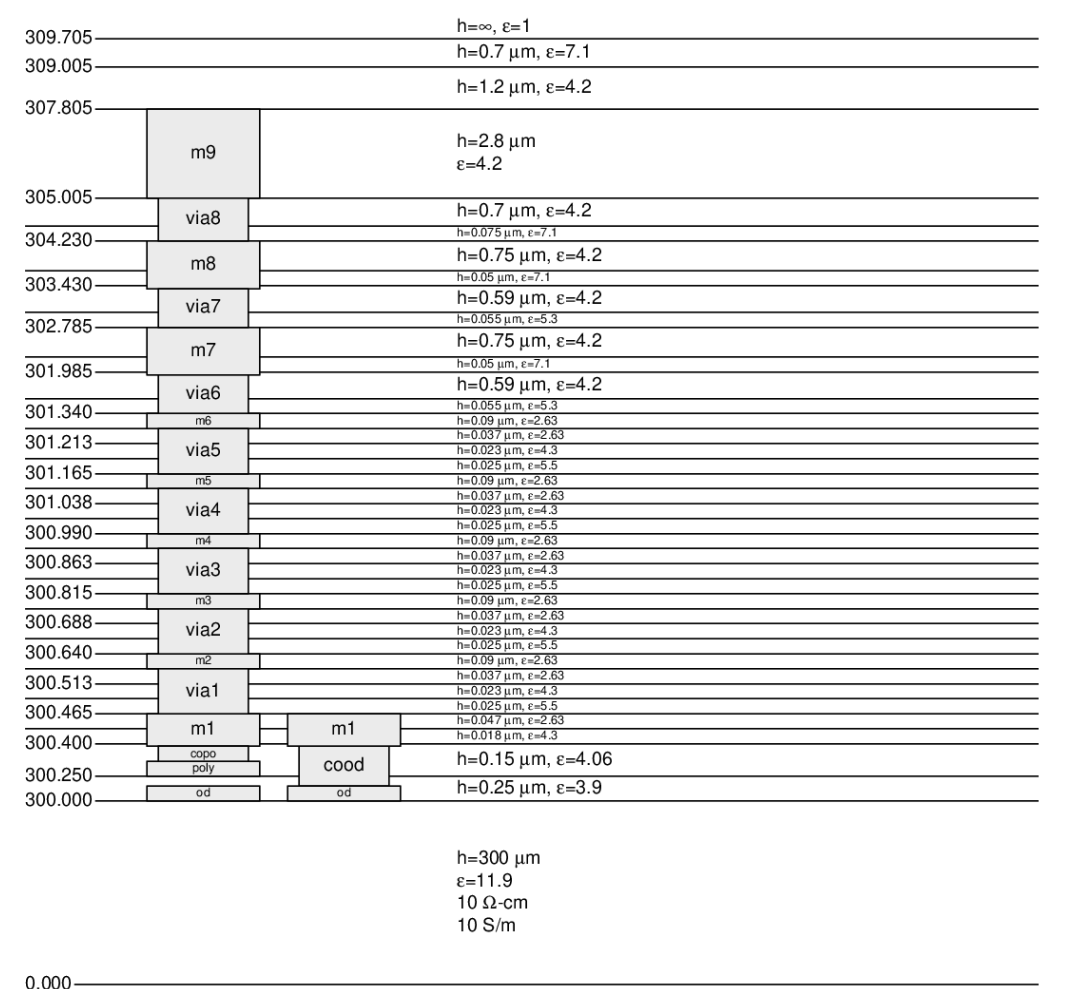 h=∞, ε=1
309.705
h=0.7 μm, ε=7.1
309.005
h=1.2 μm, ε=4.2
307.805
m9
h=2.8 μm
ε=4.2
305.005
via8
h=0.7 μm, ε=4.2
h=0.075 μm, ε=7.1
304.230
m8
h=0.75 μm, ε=4.2
h=0.05 μm, ε=7.1
303.430
via7
h=0.59 μm, ε=4.2
h=0.055 μm, ε=5.3
302.785
m7
h=0.75 μm, ε=4.2
h=0.05 μm, ε=7.1
301.985
via6
h=0.59 μm, ε=4.2
h=0.055 μm, ε=5.3
301.340
m6
h=0.09 μm, ε=2.63
h=0.037 μm, ε=2.63
301.213
via5
h=0.023 μm, ε=4.3
h=0.025 μm, ε=5.5
301.165
m5
h=0.09 μm, ε=2.63
h=0.037 μm, ε=2.63
301.038
via4
h=0.023 μm, ε=4.3
h=0.025 μm, ε=5.5
300.990
m4
h=0.09 μm, ε=2.63
h=0.037 μm, ε=2.63
300.863
via3
h=0.023 μm, ε=4.3
h=0.025 μm, ε=5.5
300.815
m3
h=0.09 μm, ε=2.63
h=0.037 μm, ε=2.63
300.688
via2
h=0.023 μm, ε=4.3
h=0.025 μm, ε=5.5
300.640
m2
h=0.09 μm, ε=2.63
h=0.037 μm, ε=2.63
300.513
via1
h=0.023 μm, ε=4.3
h=0.025 μm, ε=5.5
300.465
m1
m1
h=0.047 μm, ε=2.63
h=0.018 μm, ε=4.3
300.400
copo
poly
cood
h=0.15 μm, ε=4.06
300.250
od
od
h=0.25 μm, ε=3.9
300.000
h=300 μm
ε=11.9
10 Ω-cm
10 S/m
0.000